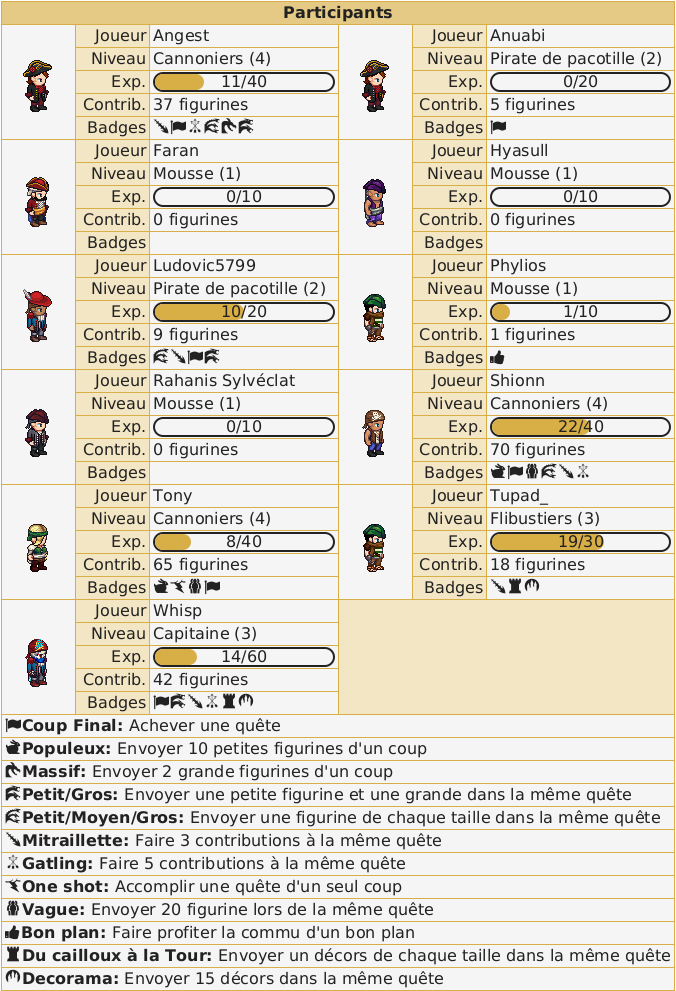 Participants
Joueur Angest
Niveau Cannoniers (4)
Exp. 11/40
Contrib. 37 figurines
Badges
Joueur Anuabi
Niveau Pirate de pacotille (2)
Exp. 0/20
Contrib. 5 figurines
Badges
Joueur Faran
Niveau Mousse (1)
Exp. 0/10
Contrib. 0 figurines
Badges
Joueur Hyasull
Niveau Mousse (1)
Exp. 0/10
Contrib. 0 figurines
Badges
Joueur Ludovic5799
Niveau Pirate de pacotille (2)
Exp. 10/20
Contrib. 9 figurines
Badges
Joueur Phylios
Niveau Mousse (1)
Exp. 1/10
Contrib. 1 figurines
Badges
Joueur Rahanis Sylvéclat
Niveau Mousse (1)
Exp. 0/10
Contrib. 0 figurines
Badges
Joueur Shionn
Niveau Cannoniers (4)
Exp. 22/40
Contrib. 70 figurines
Badges
Joueur Tony
Niveau Cannoniers (4)
Exp. 8/40
Contrib. 65 figurines
Badges
Joueur Tupad_
Niveau Flibustiers (3)
Exp. 19/30
Contrib. 18 figurines
Badges
Joueur Whisp
Niveau Capitaine (3)
Exp. 14/60
Contrib. 42 figurines
Badges
Coup Final: Achever une quête
Populeux: Envoyer 10 petites figurines d'un coup
Massif: Envoyer 2 grande figurines d'un coup
Petit/Gros: Envoyer une petite figurine et une grande dans la même quête
Petit/Moyen/Gros: Envoyer une figurine de chaque taille dans la même quête
Mitraillette: Faire 3 contributions à la même quête
Gatling: Faire 5 contributions à la même quête
One shot: Accomplir une quête d'un seul coup
Vague: Envoyer 20 figurine lors de la même quête
Bon plan: Faire profiter la commu d'un bon plan
Du cailloux à la Tour: Envoyer un décors de chaque taille dans la même quête
Decorama: Envoyer 15 décors dans la même quête